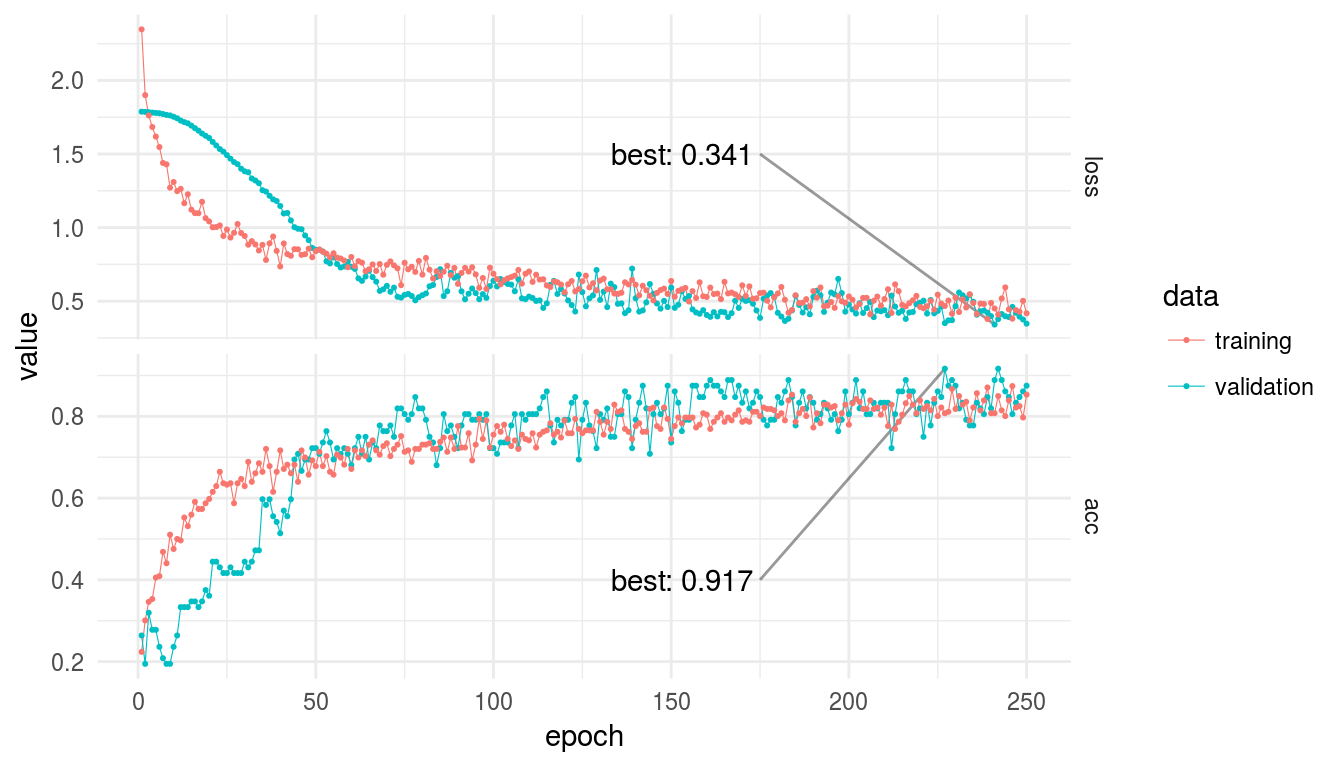 2.0
1.5
1.0
0.5
best: 0.341
loss
value
0.8
0.6
0.4
0.2
best: 0.917
acc
0 50 100 150 200 250
epoch
data
training
validation